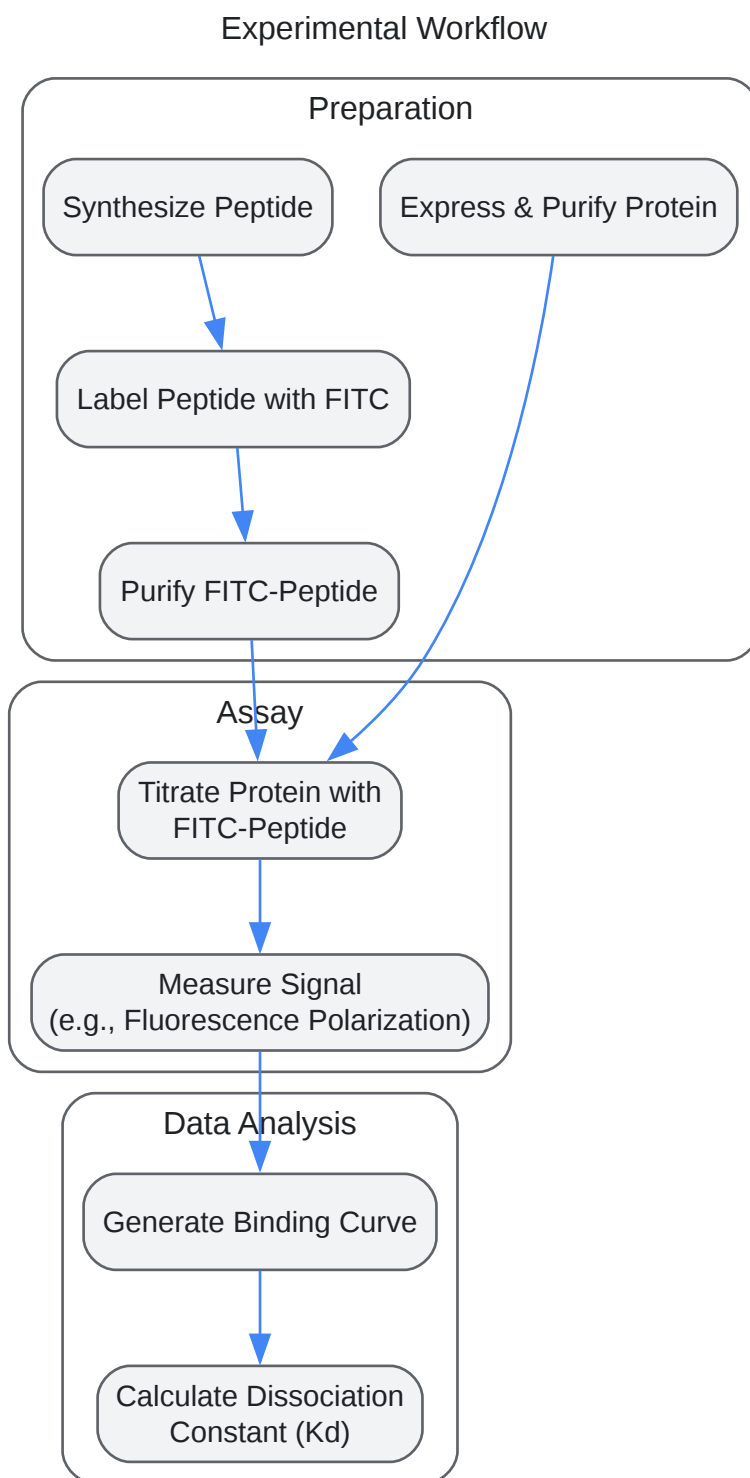 Experimental Workflow
Preparation
Synthesize Peptide
Express & Purify Protein
Label Peptide with FITC
Purify FITC-Peptide
Assay
Titrate Protein with
FITC-Peptide
Measure Signal
(e.g., Fluorescence Polarization)
Data Analysis
Generate Binding Curve
Calculate Dissociation
Constant (Kd)